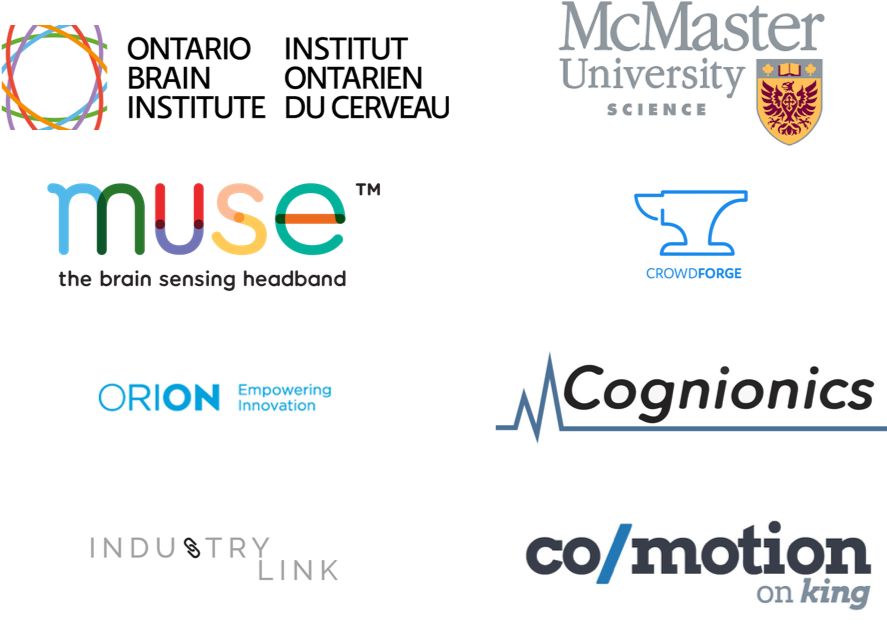 ONTARIO
BRAIN
INSTITUTE
INSTITUT
ONTARIEN
DU CERVEAU
McMaster
University
SCIENCE
muse™
the brain sensing headband
CROWDFORGE
ORION
Empowering
Innovation
Cognionics
INDUSTRY
LINK
co/motion
on king